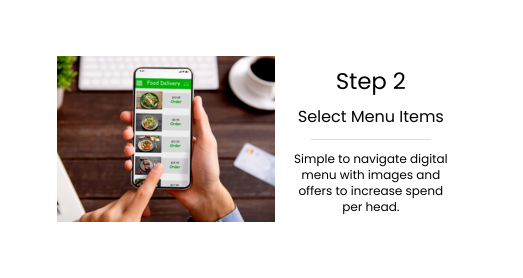 Food Delivery
Order
Order
Order
Order
Step 2
Select Menu Items
Simple to navigate digital
menu with images and
offers to increase spend
per head.